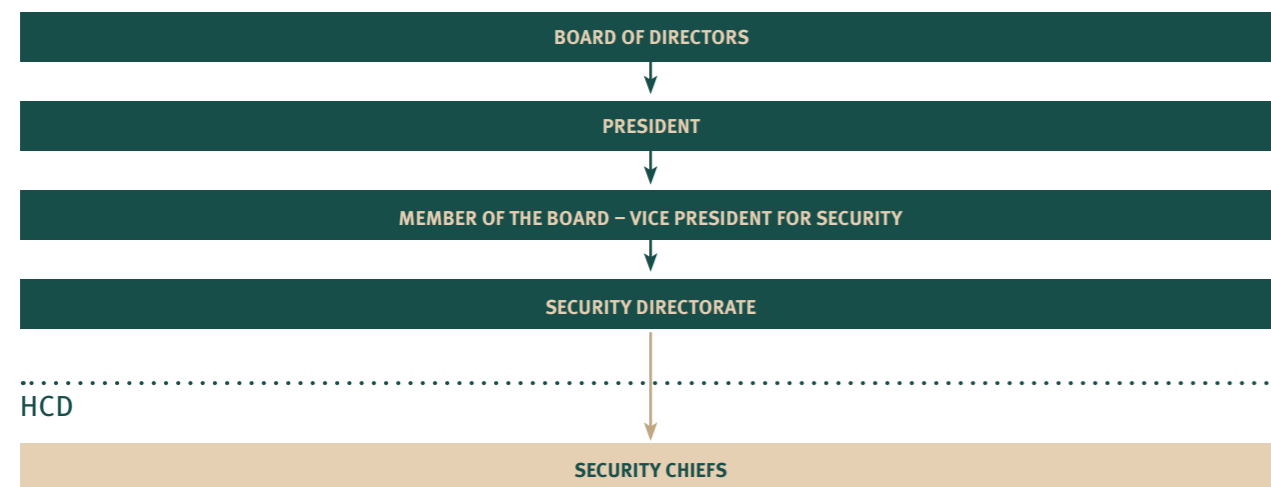 BOARD OF DIRECTORS
PRESIDENT
MEMBER OF THE BOARD – VICE PRESIDENT FOR SECURITY
SECURITY DIRECTORATE
HCD
SECURITY CHIEFS